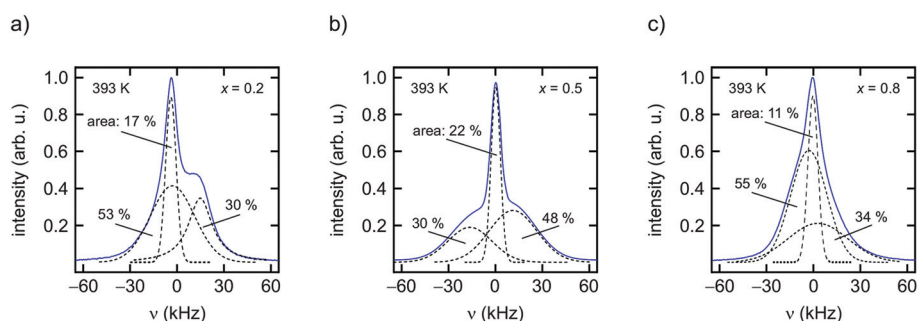 a)
intensity (arb. u.)
1.0
0.8
0.6
0.4
0.2
393 K
x = 0.2
area: 17 %
53 %
30 %
−60 −30 0 30 60
ν (kHz)
b)
intensity (arb. u.)
1.0
0.8
0.6
0.4
0.2
393 K
x = 0.5
area: 22 %
30 %
48 %
−60 −30 0 30 60
ν (kHz)
c)
intensity (arb. u.)
1.0
0.8
0.6
0.4
0.2
393 K
x = 0.8
area: 11 %
55 %
34 %
−60 −30 0 30 60
ν (kHz)